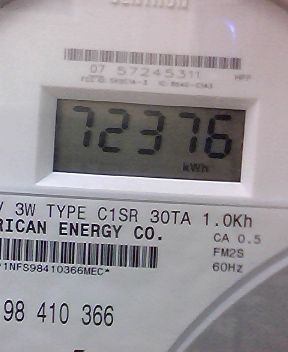 07 57245311
72376
kWh
V 3W TYPE C1SR 30TA 1.0Kh
RICAN ENERGY CO.
CA 0.5
FM2S
60Hz
1NFS98410366MEC*
98 410 366